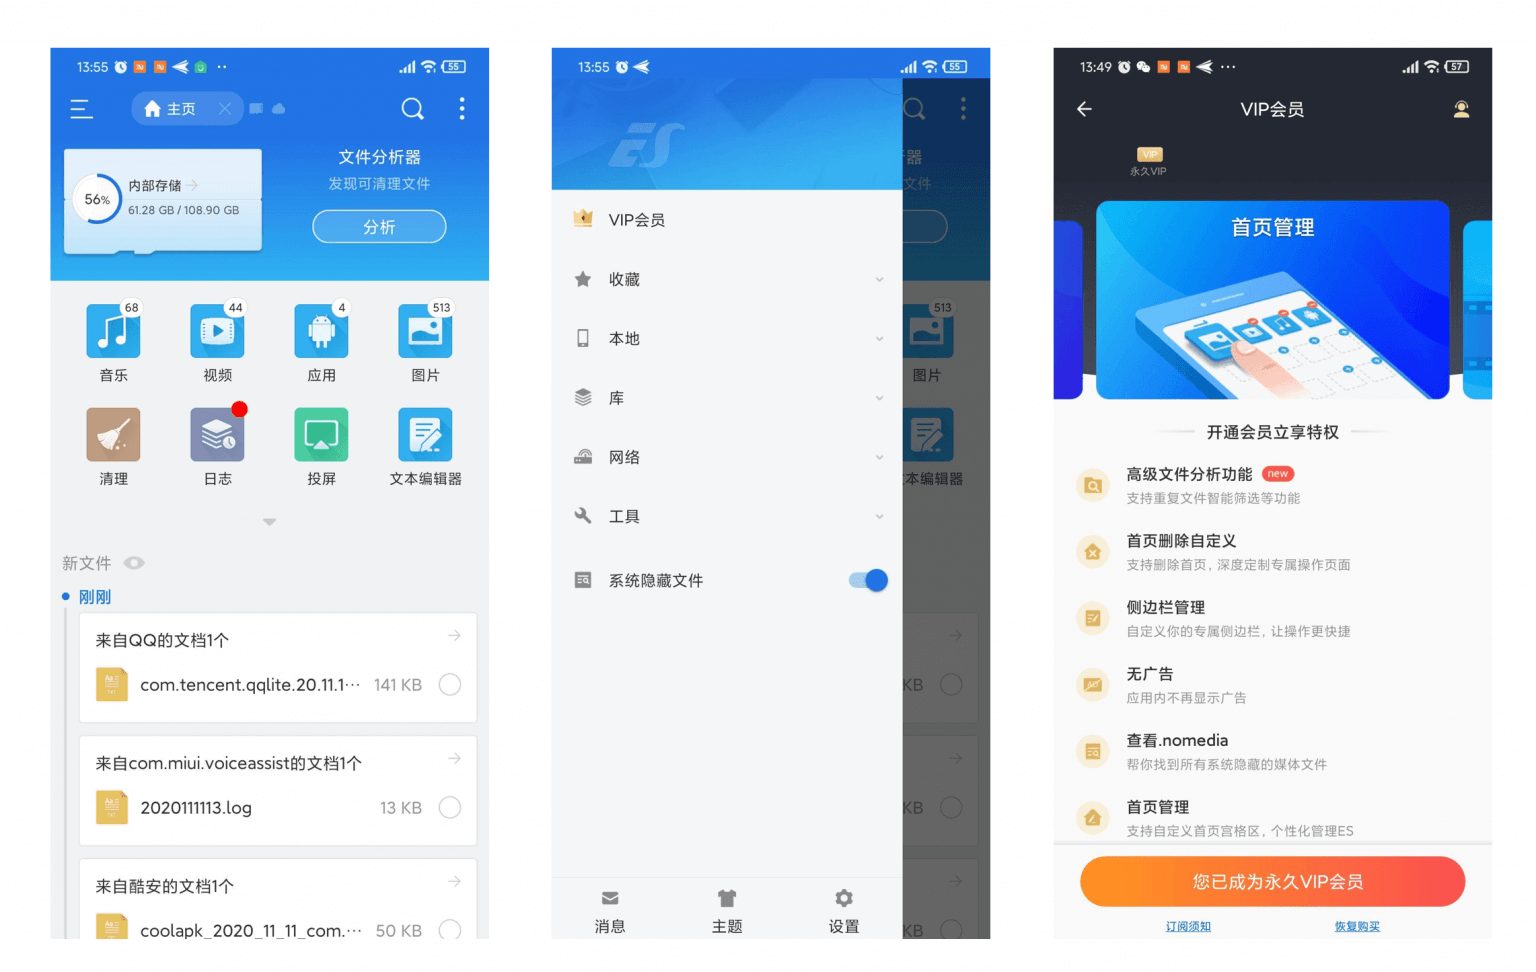 13:55
55
主页
56%
内部存储
61.28 GB / 108.90 GB
文件分析器
发现可清理文件
分析
68
44
4
513
音乐
视频
应用
图片
清理
日志
投屏
文本编辑器
新文件
刚刚
来自QQ的文档1个
com.tencent.qqlite.20.11.1···
141 KB
来自com.miui.voiceassist的文档1个
2020111113.log
13 KB
来自酷安的文档1个
coolapk_2020_11_11_com.···
50 KB
13:55
55
ES
VIP会员
收藏
本地
库
网络
工具
系统隐藏文件
消息
主题
设置
器
文件
513
图片
本编辑器
KB
KB
KB
13:49
57
VIP会员
VIP
永久VIP
首页管理
开通会员立享特权
高级文件分析功能 new
支持重复文件智能筛选等功能
首页删除自定义
支持删除首页, 深度定制专属操作页面
侧边栏管理
自定义你的专属侧边栏, 让操作更快捷
无广告
应用内不再显示广告
查看.nomedia
帮你找到所有系统隐藏的媒体文件
首页管理
支持自定义首页宫格区, 个性化管理ES
您已成为永久VIP会员
订阅须知
恢复购买